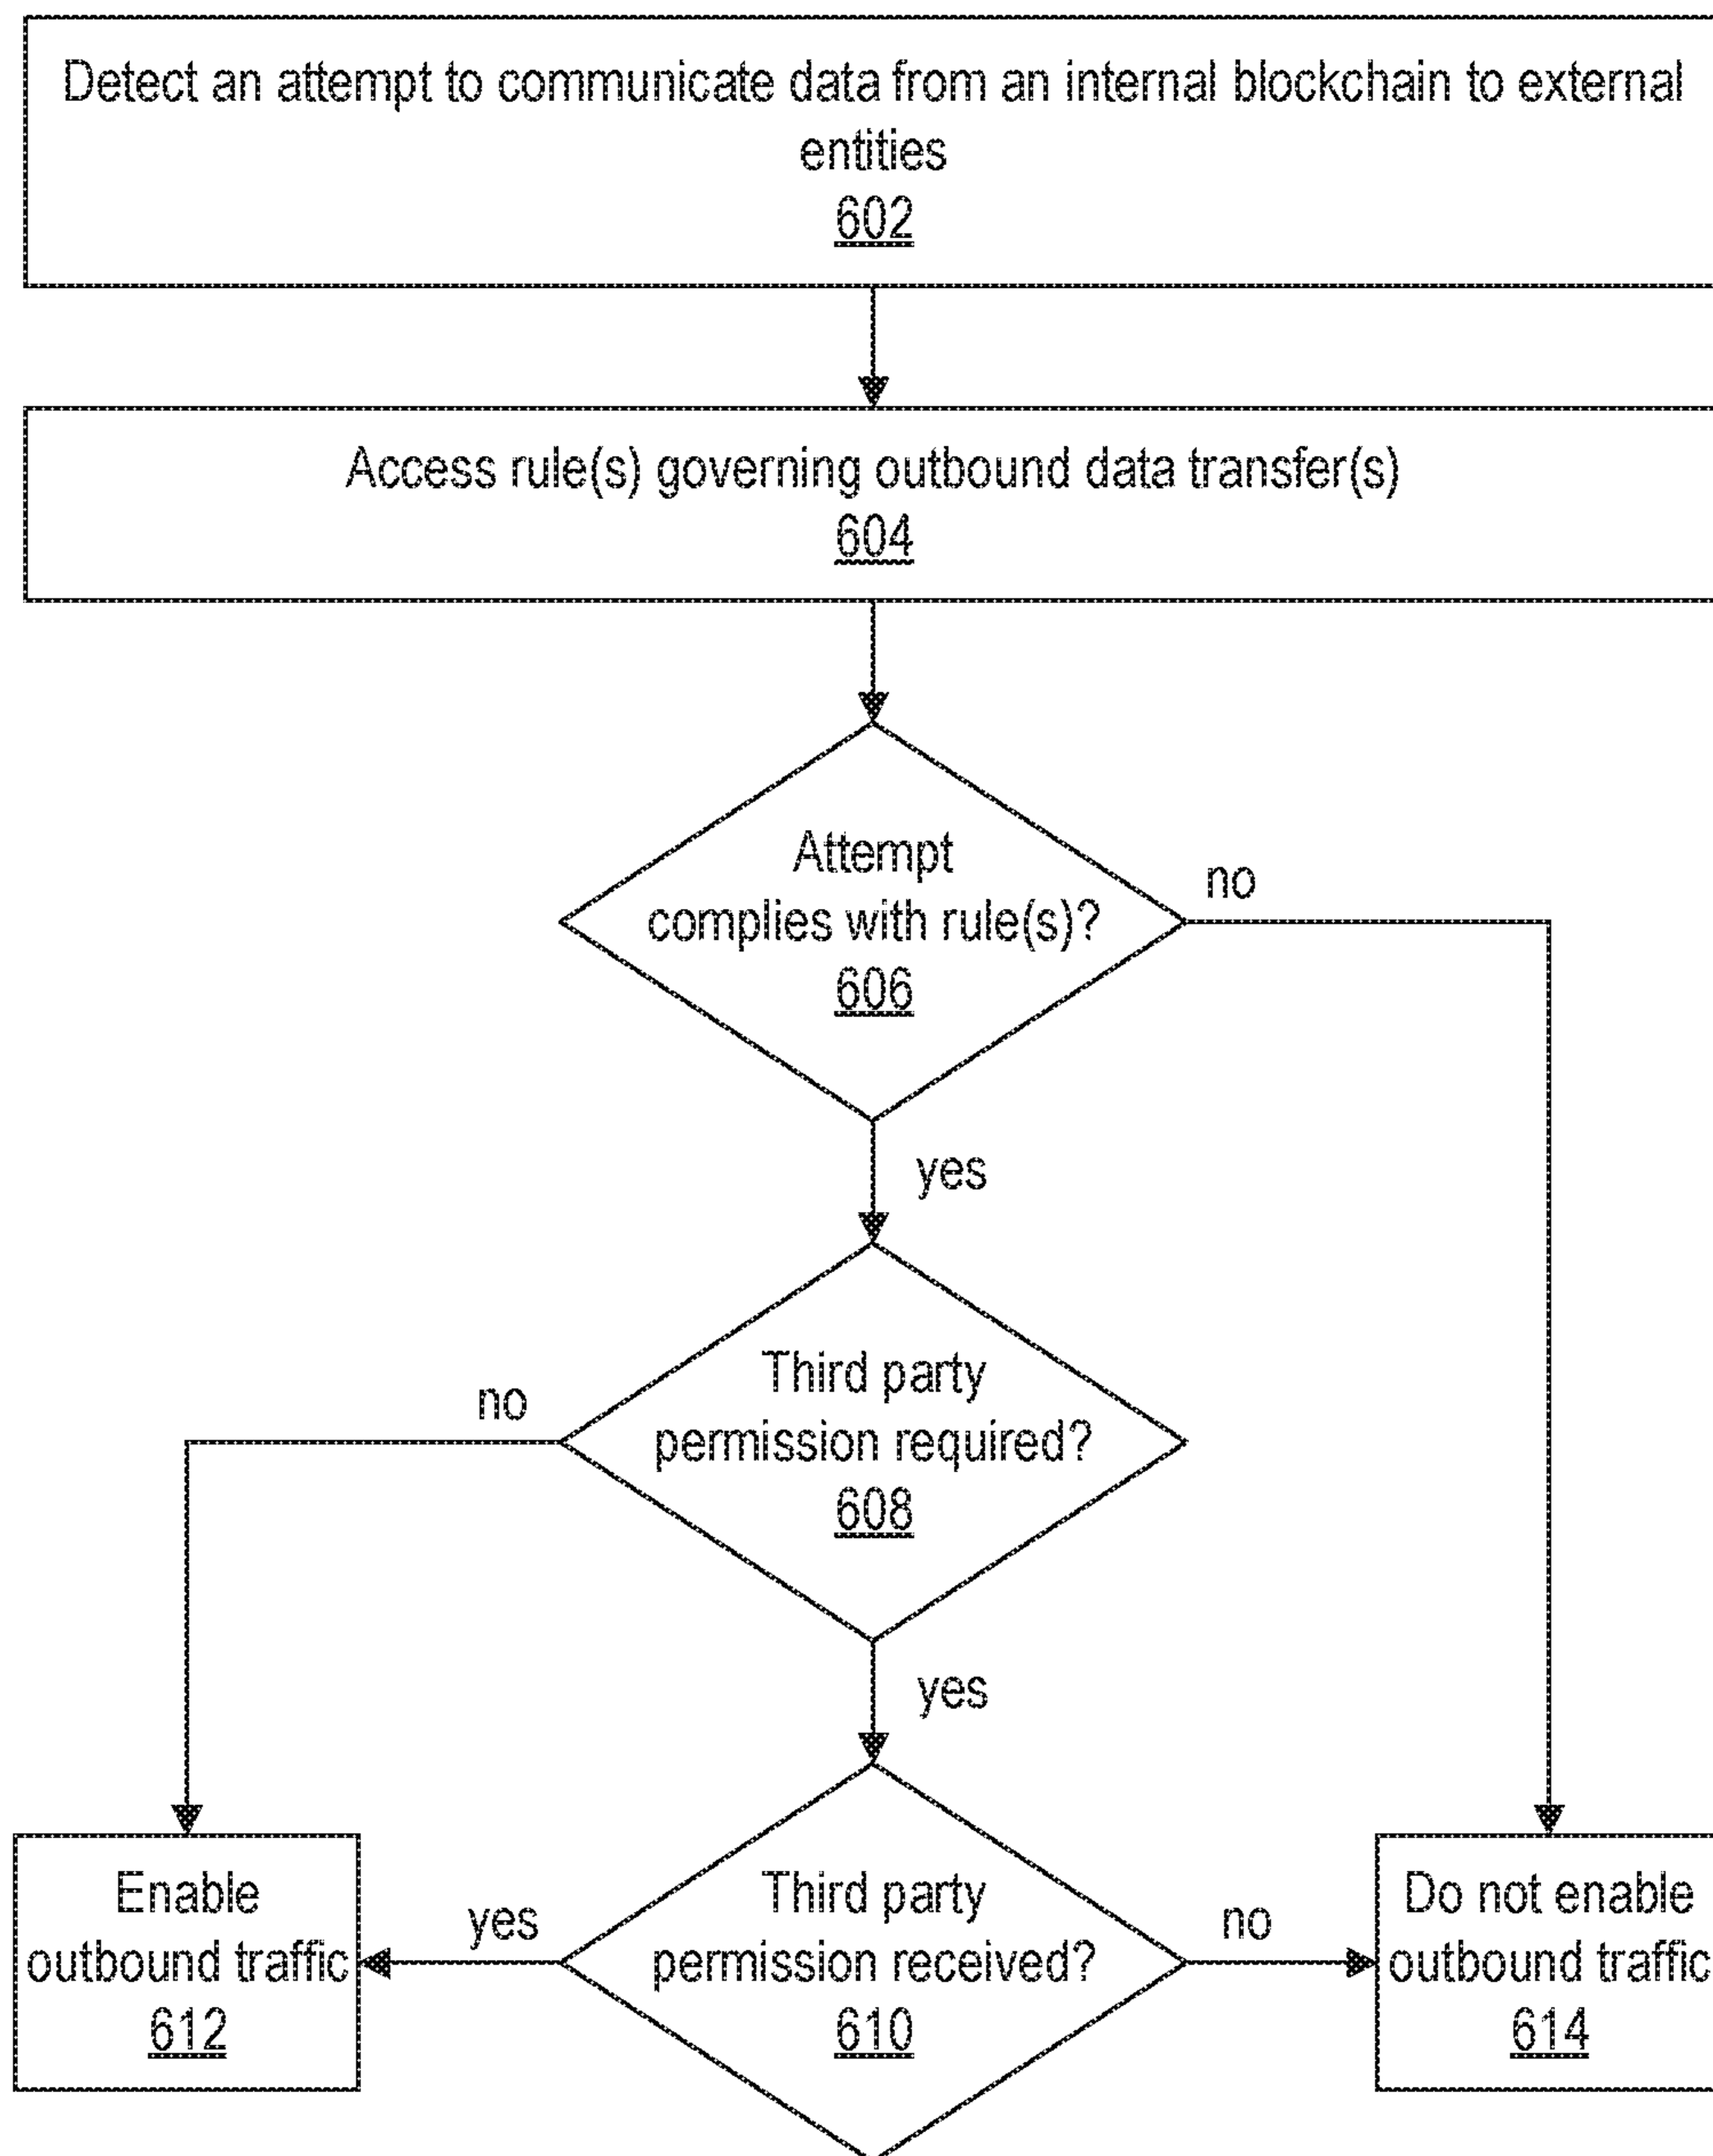 Detect an attempt to communicate data from an internal blockchain to external
entities
602
Access rule(s) governing outbound data transfer(s)
604
Attempt
complies with rule(s)?
606
no
yes
Third party
permission required?
608
no
yes
Enable
outbound traffic
612
yes
Third party
permission received?
610
no
Do not enable
outbound traffic
614